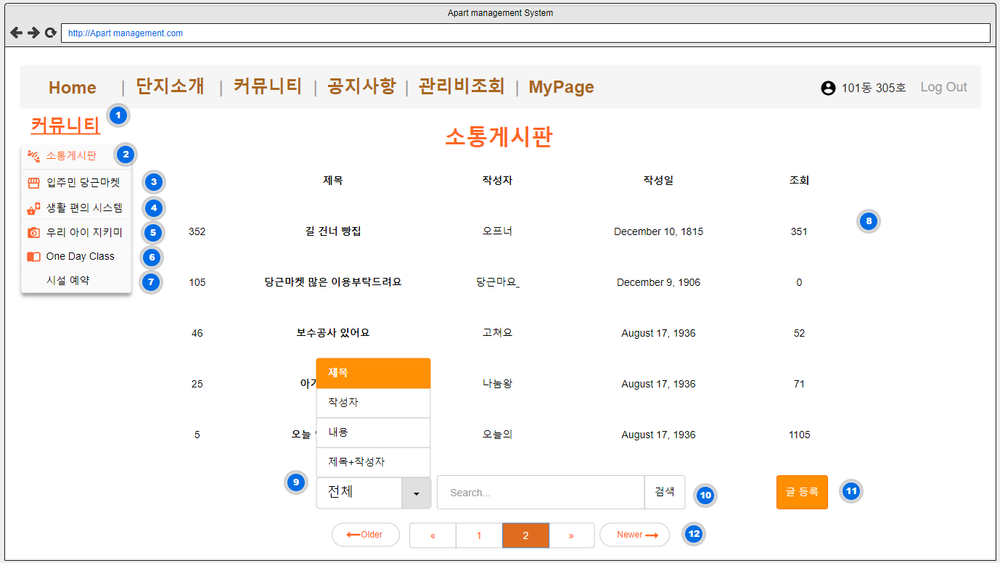 Apart management System
http://Apart management.com
Home | 단지소개 | 커뮤니티 | 공지사항 | 관리비조회 | MyPage 101동 305호 Log Out
커뮤니티 1
소통게시판
소통게시판 2
입주민 당근마켓 3
생활 편의 시스템 4
우리 아이 지키미 5
One Day Class 6
시설 예약 7
제목 작성자 작성일 조회
8
352 길 건너 빵집 오프너 December 10, 1815 351
105 당근마켓 많은 이용부탁드려요 당근마요_ December 9, 1906 0
46 보수공사 있어요 고쳐요 August 17, 1936 52
25 나눔왕 August 17, 1936 71
5 오늘 오늘의 August 17, 1936 1105
제목
작성자
내용
제목+작성자
9 전체 Search... 검색 10 글 등록 11
Older « 1 2 » Newer 12